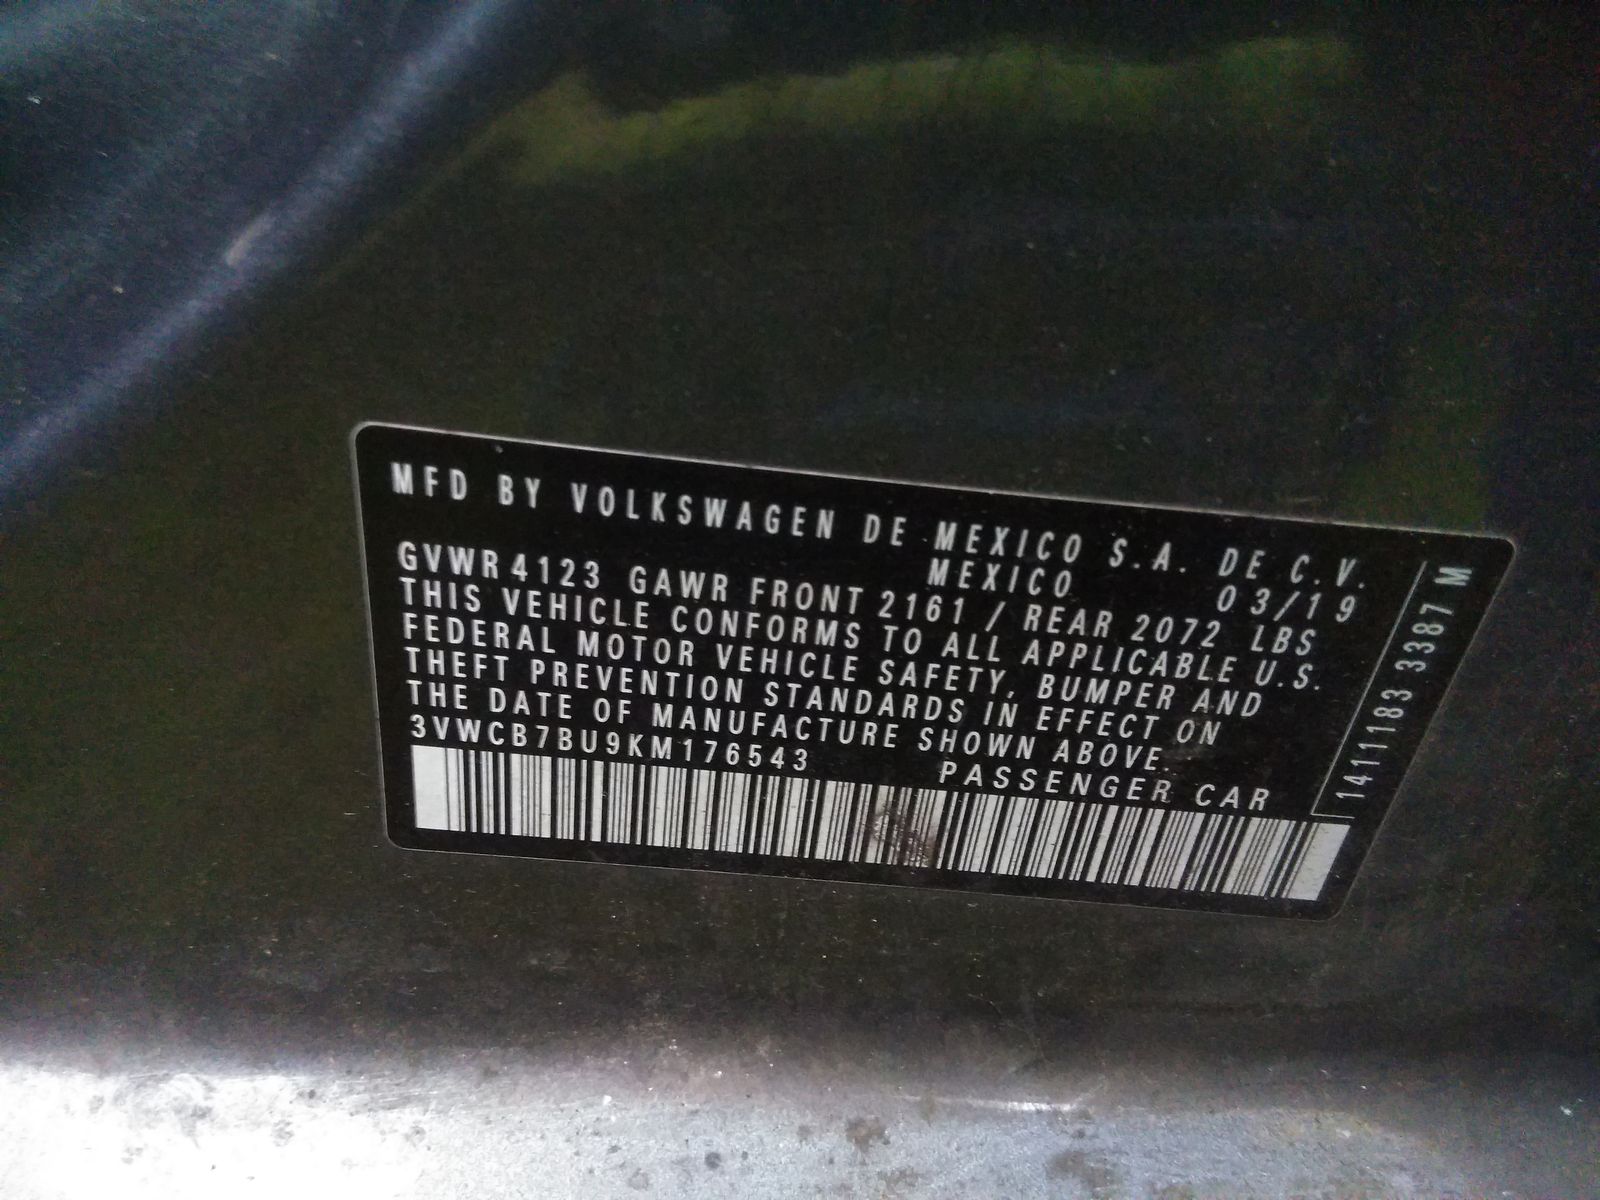 MFD BY VOLKSWAGEN DE MEXICO S.A. DE C.V.
MEXICO 03/19
GVWR 4123 GAWR FRONT 2161 / REAR 2072 LBS
THIS VEHICLE CONFORMS TO ALL APPLICABLE U.S.
FEDERAL MOTOR VEHICLE SAFETY, BUMPER AND
THEFT PREVENTION STANDARDS IN EFFECT ON
THE DATE OF MANUFACTURE SHOWN ABOVE.
3VWCB7BU9KM176543 PASSENGER CAR
1411183 3387 M